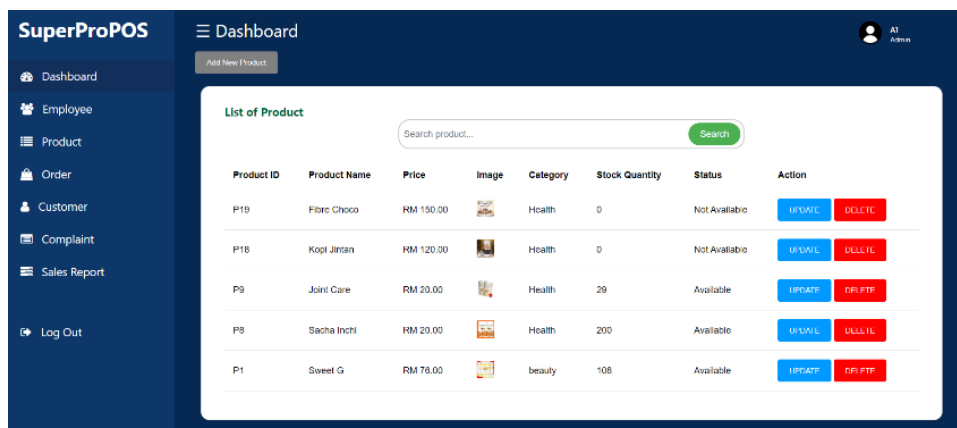 SuperProPOS
Dashboard
Employee
Product
Order
Customer
Complaint
Sales Report
Log Out
☰ Dashboard
A1
Admin
Add New Product
List of Product
Search product...
Search
Product ID Product Name Price Image Category Stock Quantity Status Action
P19 Fibre Choco RM 150.00 Health 0 Not Available UPDATE DELETE
P18 Kopi Jintan RM 120.00 Health 0 Not Available UPDATE DELETE
P9 Joint Care RM 20.00 Health 29 Available UPDATE DELETE
P8 Sacha Inchi RM 20.00 Health 200 Available UPDATE DELETE
P1 Sweet G RM 76.00 beauty 108 Available UPDATE DELETE